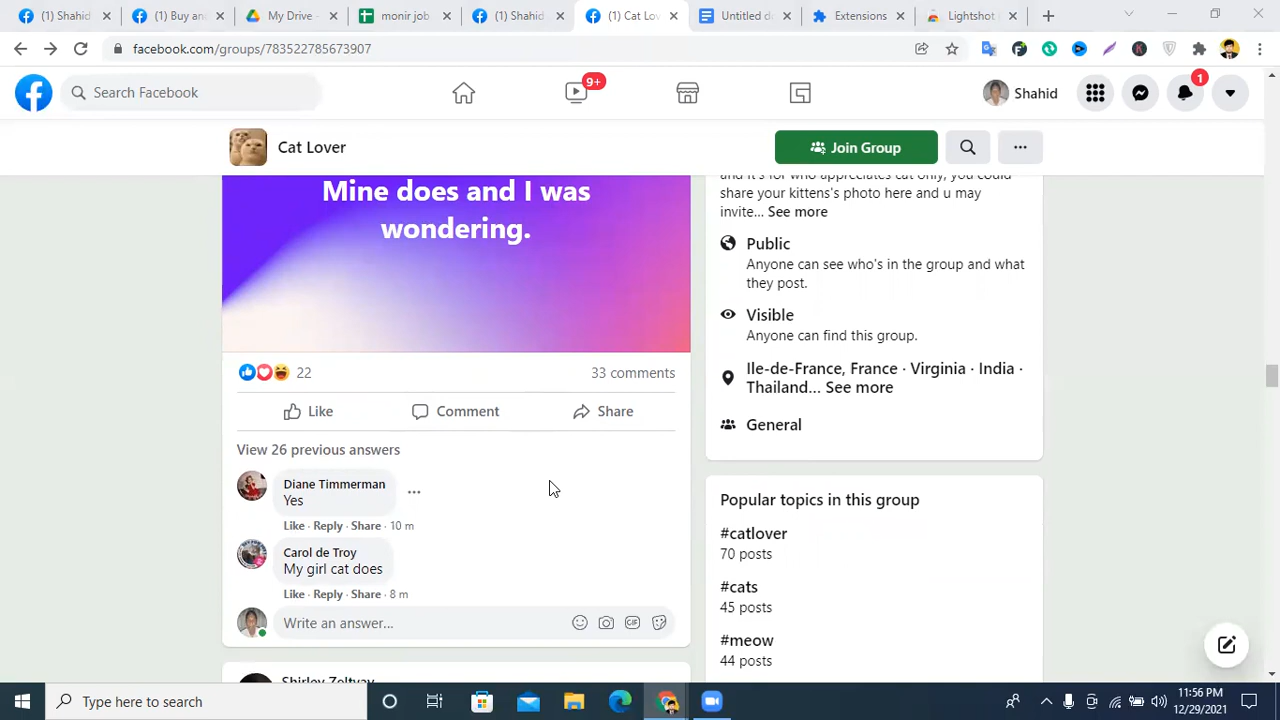 (1) Shahid
(1) Buy an
My Drive -
monir job
(1) Shahid
(1) Cat Lov
Untitled d
Extensions
Lightshot
facebook.com/groups/783522785673907
Search Facebook
9+
Shahid
1
Cat Lover
Join Group
Mine does and I was
wondering.
and it's for who appreciates cat only, you could
share your kittens's photo here and u may
invite... See more
Public
Anyone can see who's in the group and what
they post.
Visible
Anyone can find this group.
Ile-de-France, France · Virginia · India ·
Thailand... See more
General
22
33 comments
Like
Comment
Share
View 26 previous answers
Diane Timmerman
Yes
Like · Reply · Share · 10 m
Carol de Troy
My girl cat does
Like · Reply · Share · 8 m
Write an answer...
GIF
Popular topics in this group
#catlover
70 posts
#cats
45 posts
#meow
44 posts
Shirley Zoltvay
Type here to search
11:56 PM
12/29/2021